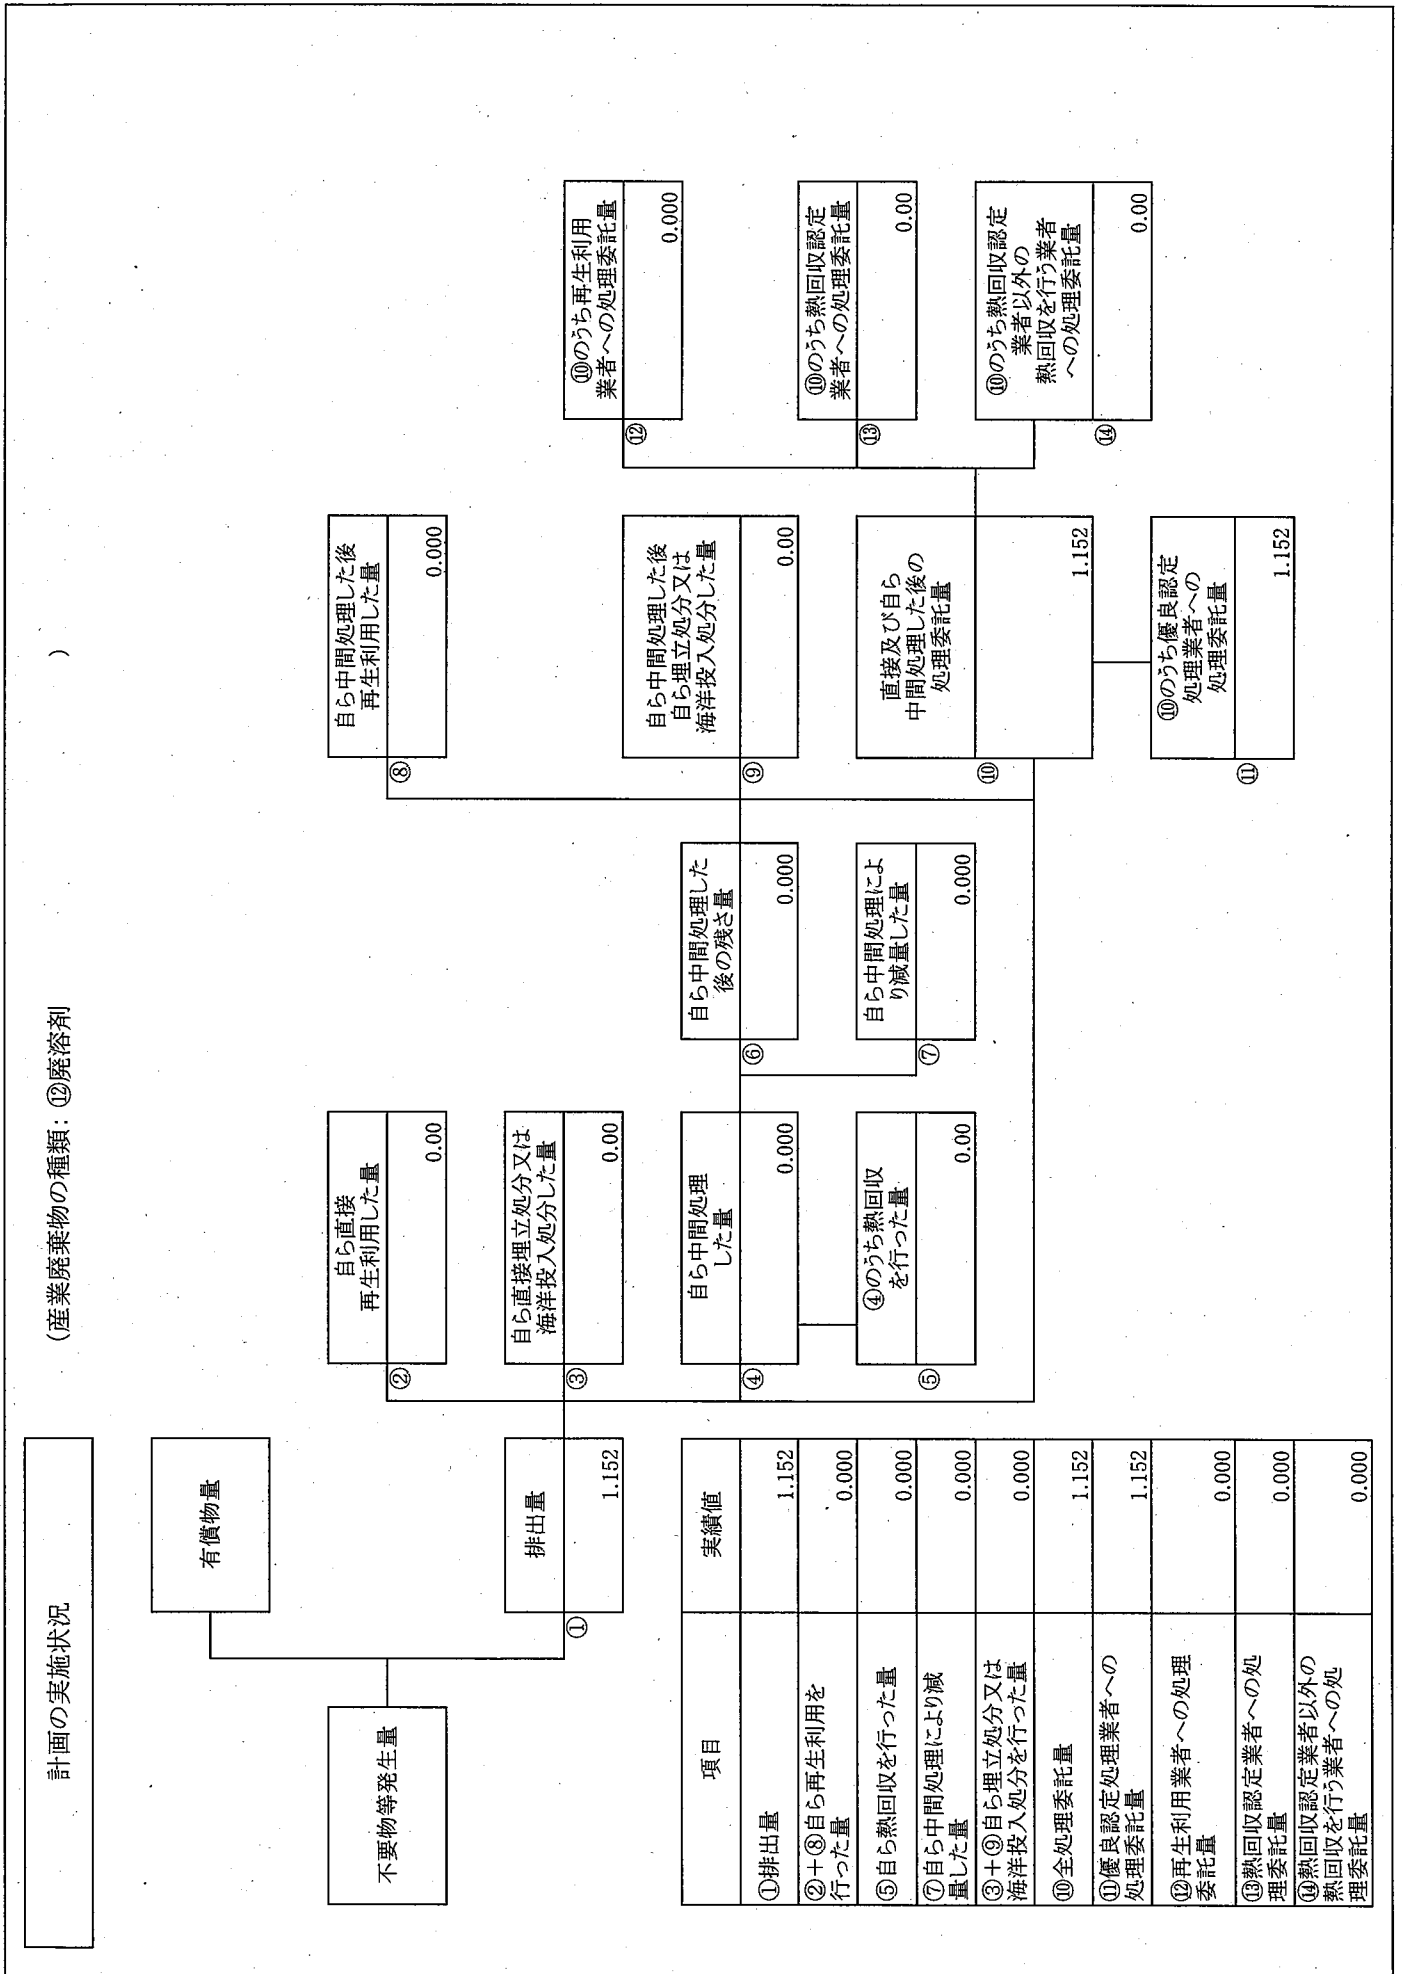 計画の実施状況
（産業廃棄物の種類：⑫廃溶剤　　　　　　）
不要物等発生量
有償物量
①
排出量
1.152
②
自ら直接
再生利用した量
0.00
③
自ら直接埋立処分又は
海洋投入処分した量
0.00
④
自ら中間処理
した量
0.000
⑤
④のうち熱回収
を行った量
0.00
⑥
自ら中間処理した
後の残さ量
0.000
⑦
自ら中間処理によ
り減量した量
0.000
⑧
自ら中間処理した後
再生利用した量
0.000
⑨
自ら中間処理した後
自ら埋立処分又は
海洋投入処分した量
0.00
⑩
直接及び自ら
中間処理した後の
処理委託量
1.152
⑪
⑩のうち優良認定
処理業者への
処理委託量
1.152
⑫
⑩のうち再生利用
業者への処理委託量
0.000
⑬
⑩のうち熱回収認定
業者への処理委託量
0.00
⑭
⑩のうち熱回収認定
業者以外の
熱回収を行う業者
への処理委託量
0.00
項目 実績値
①排出量 1.152
②＋⑧自ら再生利用を
行った量 0.000
⑤自ら熱回収を行った量 0.000
⑦自ら中間処理により減
量した量 0.000
③＋⑨自ら埋立処分又は
海洋投入処分を行った量 0.000
⑩全処理委託量 1.152
⑪優良認定処理業者への
処理委託量 1.152
⑫再生利用業者への処理
委託量 0.000
⑬熱回収認定業者への処
理委託量 0.000
⑭熱回収認定業者以外の
熱回収を行う業者への処
理委託量 0.000